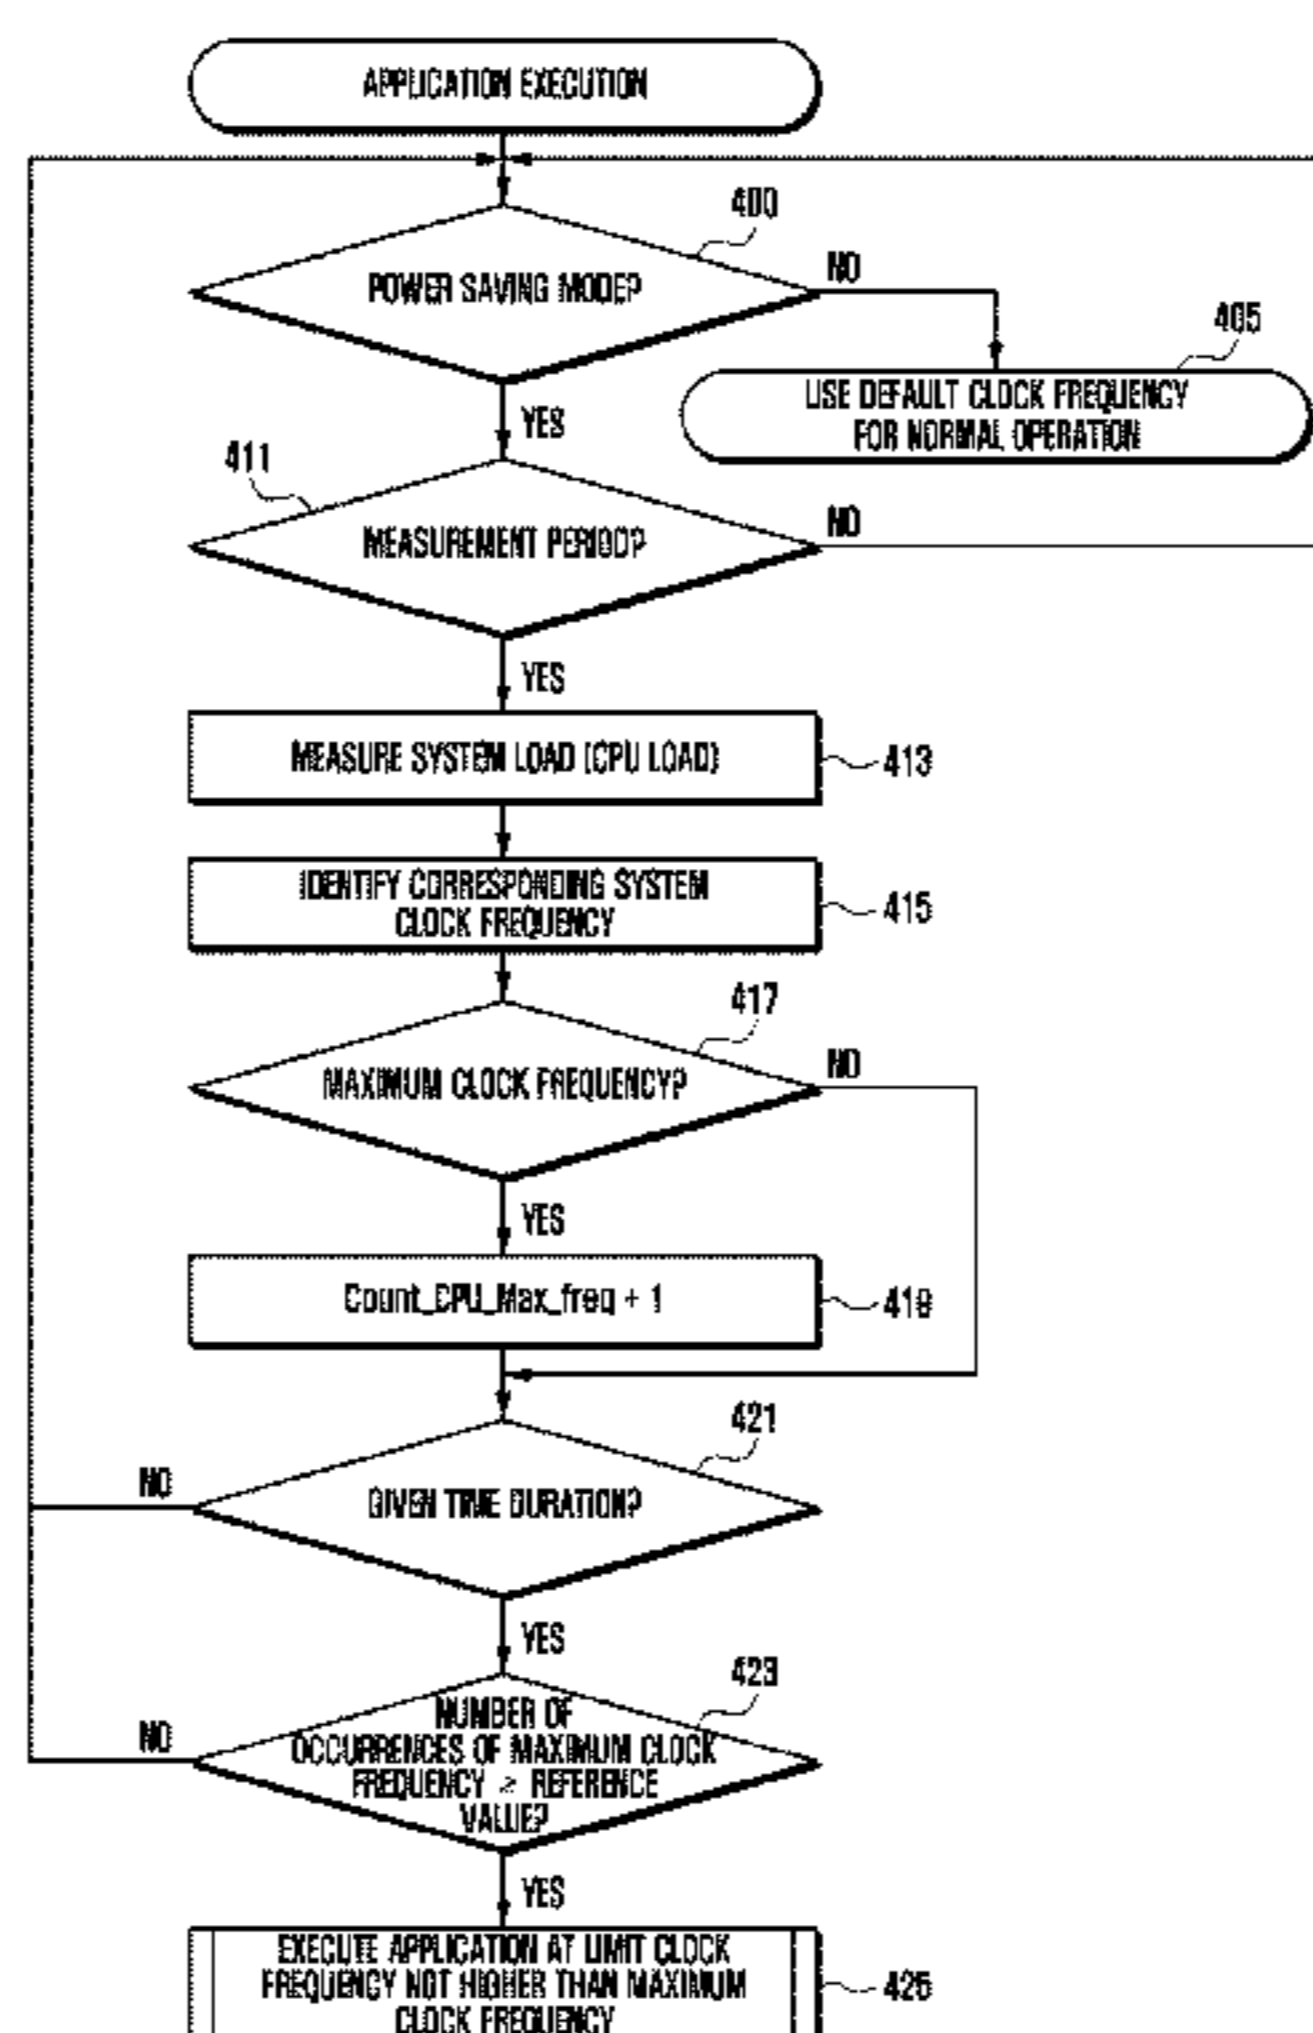 APPLICATION EXECUTION
400
POWER SAVING MODE?
NO
405
USE DEFAULT CLOCK FREQUENCY
FOR NORMAL OPERATION
YES
411
MEASUREMENT PERIOD?
NO
YES
MEASURE SYSTEM LOAD (CPU LOAD)
413
IDENTIFY CORRESPONDING SYSTEM
CLOCK FREQUENCY
415
417
MAXIMUM CLOCK FREQUENCY?
NO
YES
Count_CPU_Max_freq + 1
419
421
NO
GIVEN TIME DURATION?
YES
423
NO
NUMBER OF
OCCURRENCES OF MAXIMUM CLOCK
FREQUENCY ≥ REFERENCE
VALUE?
YES
EXECUTE APPLICATION AT LIMIT CLOCK
FREQUENCY NOT HIGHER THAN MAXIMUM
CLOCK FREQUENCY
425